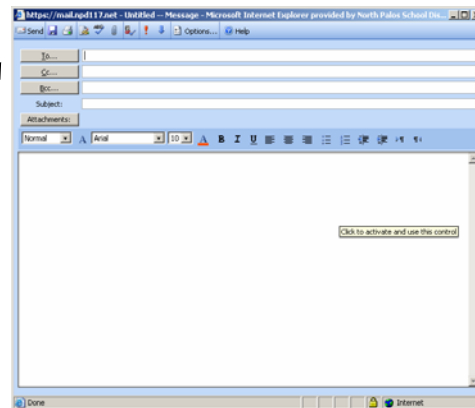 https://mail.npd117.net - Untitled -- Message - Microsoft Internet Explorer provided by North Palos School Dis...
Send Options... Help
To...
Cc...
Bcc...
Subject:
Attachments:
Normal A Arial 10 A B I U
Click to activate and use this control
Done Internet